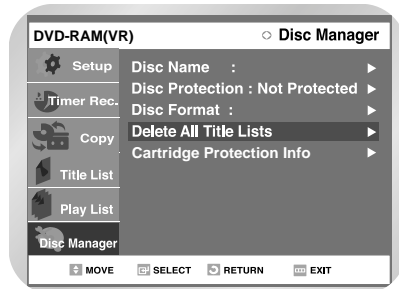 DVD-RAM(VR) Disc Manager
Setup
Timer Rec.
Copy
Title List
Play List
Disc Manager
Disc Name :
Disc Protection : Not Protected
Disc Format :
Delete All Title Lists
Cartridge Protection Info
MOVE SELECT RETURN EXIT